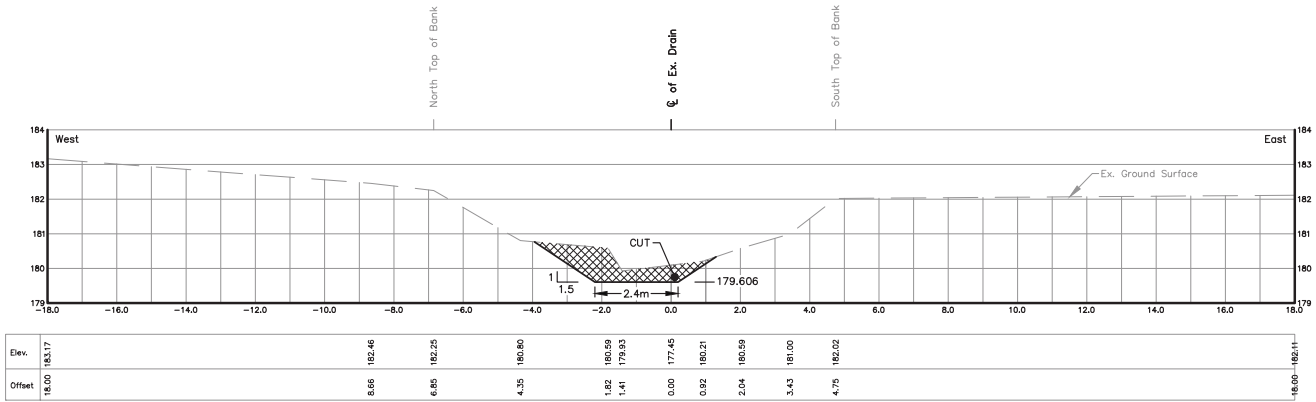 North Top of Bank
℄ of Ex. Drain
South Top of Bank
184 West East 184
183 183
Ex. Ground Surface
182 182
181 181
CUT
180 180
1
1.5
2.4m
179.606
179 179
-18.0 -16.0 -14.0 -12.0 -10.0 -8.0 -6.0 -4.0 -2.0 0.0 2.0 4.0 6.0 8.0 10.0 12.0 14.0 16.0 18.0
Elev. 183.17 182.46 182.25 180.80 180.59 179.93 177.45 180.21 180.59 181.00 182.02 182.11
Offset 18.00 8.66 6.85 4.35 1.82 1.41 0.00 0.92 2.04 3.43 4.75 18.00